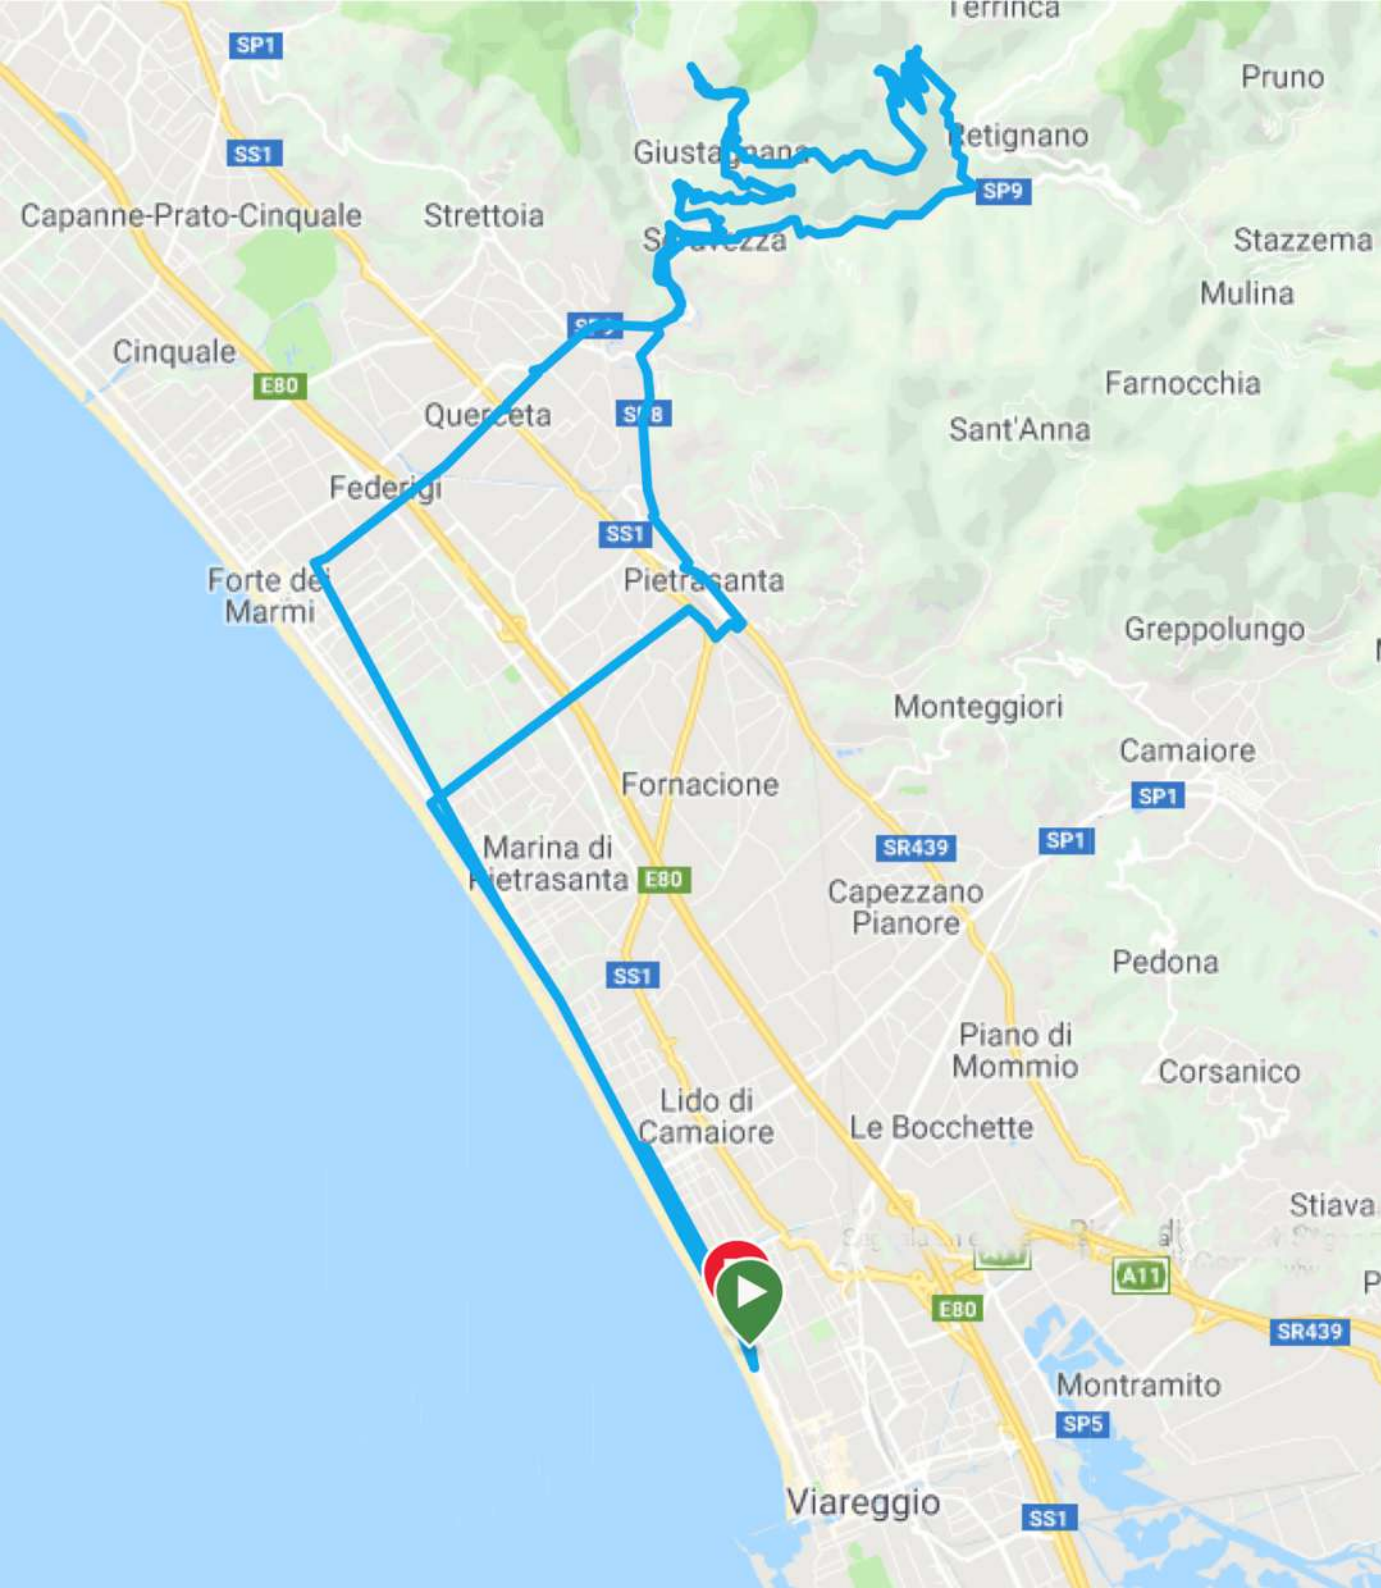 Terrinca
SP1
Pruno
Retignano
SS1
Giustagnana
SP9
Capanne-Prato-Cinquale
Strettoia
Seravezza
Stazzema
Mulina
SP9
Cinquale
E80
Farnocchia
Querceta
SP8
Sant'Anna
Federigi
SS1
Forte dei
Marmi
Pietrasanta
Greppolungo
Monteggiori
Camaiore
Fornacione
SP1
SP1
SR439
Marina di
Pietrasanta
E80
Capezzano
Pianore
Pedona
SS1
Piano di
Mommio
Corsanico
Lido di
Camaiore
Le Bocchette
Stiava
A11
E80
SR439
Montramito
SP5
Viareggio
SS1